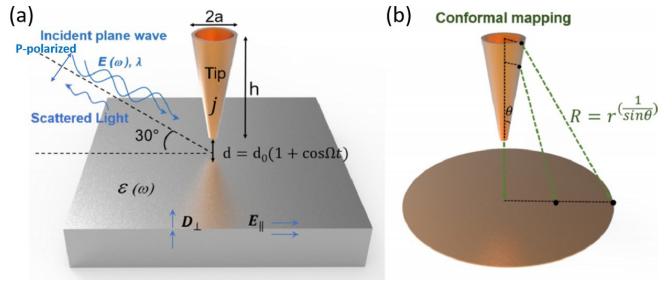 (a)
2a
Incident plane wave
P-polarized
E(ω), λ
Tip
j
h
Scattered Light
30°
d = d₀(1 + cosΩt)
ε(ω)
D⊥
E∥
(b)
Conformal mapping
θ
R = r^(1/sinθ)